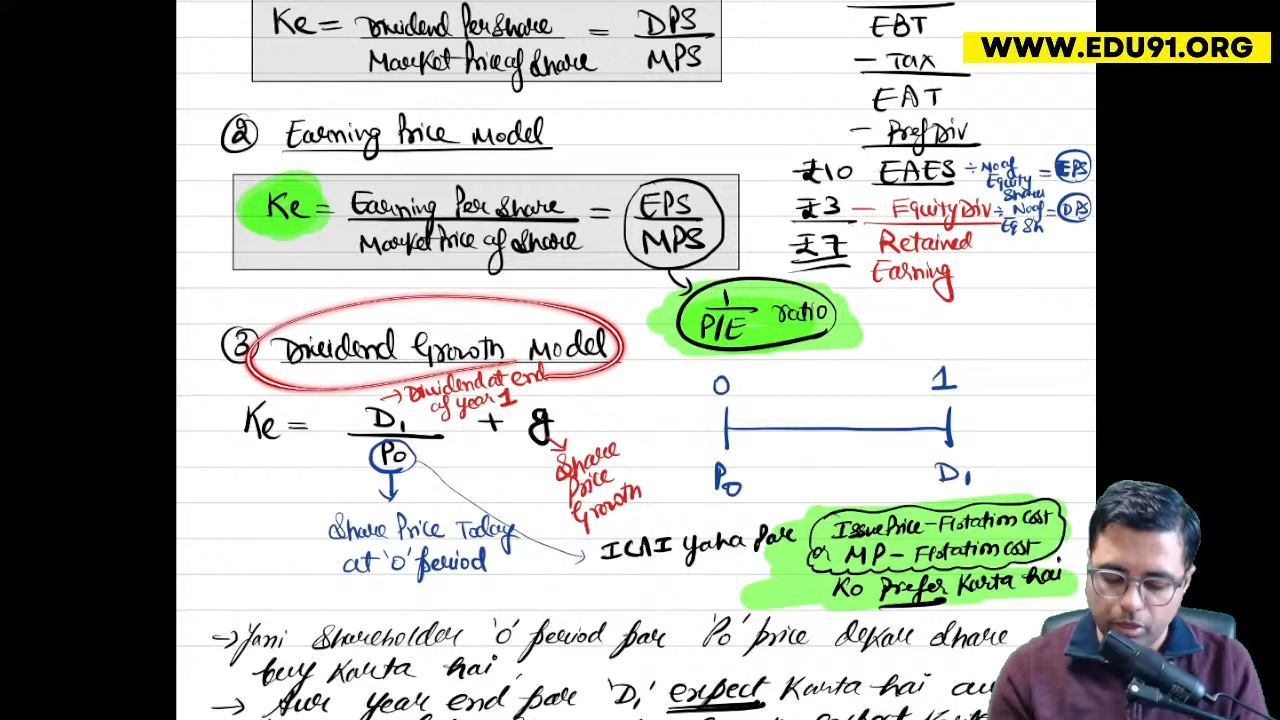 Ke = Dividend Per Share / Market Price of Share = DPS / MPS
EBT
WWW.EDU91.ORG
- Tax
EAT
- Pref Div
② Earning Price Model
₹10 EAES ÷ No of Equity Shares = EPS
₹3 - Equity Div ÷ No of Eq Sh = DPS
₹7 Retained Earning
Ke = Earning Per Share / Market Price of Share = EPS / MPS
1 / P/E ratio
③ Dividend Growth Model
→ Dividend at end of year 1
Ke = D1 / P0 + g
Share Price Growth
0 1
P0 D1
Share Price Today
at '0' period
ICAI yaha par
Issue Price - Flotation Cost
or MP - Flotation cost
Ko Prefer Karta hai
→ Yani Shareholder '0' period par 'P0' price dekar share
buy Karta hai
→ Aur year end par 'D1' expect Karta hai